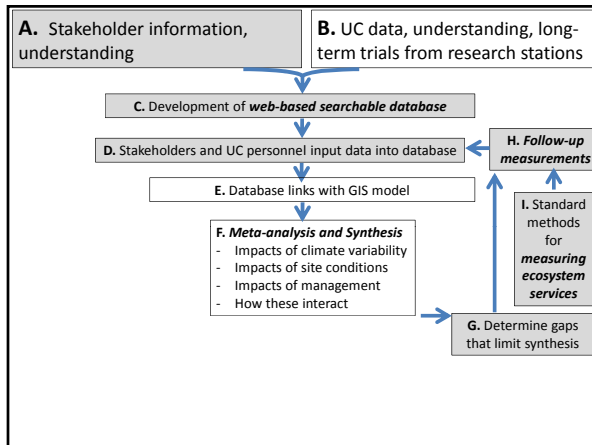 A. Stakeholder information,
understanding
B. UC data, understanding, long-
term trials from research stations
C. Development of web-based searchable database
D. Stakeholders and UC personnel input data into database
H. Follow-up
measurements
E. Database links with GIS model
I. Standard
methods
for
measuring
ecosystem
services
F. Meta-analysis and Synthesis
- Impacts of climate variability
- Impacts of site conditions
- Impacts of management
- How these interact
G. Determine gaps
that limit synthesis